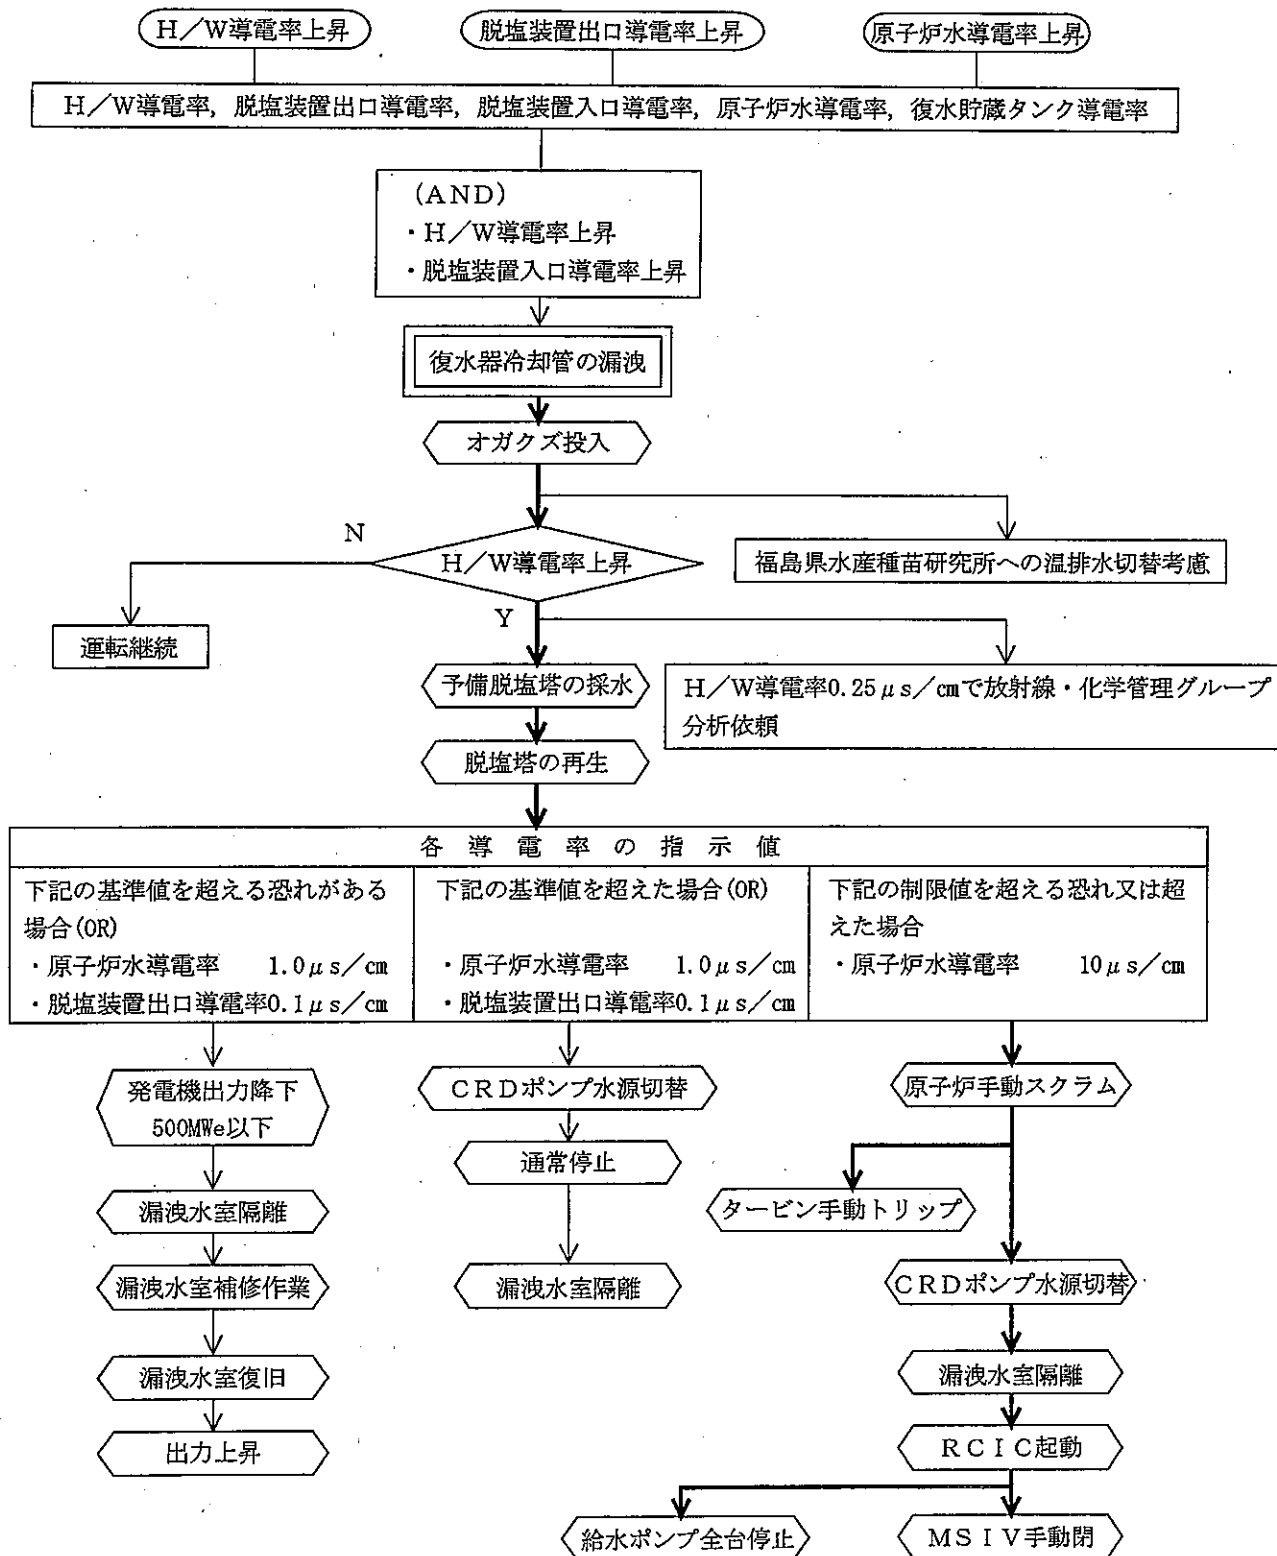 H／W導電率上昇
脱塩装置出口導電率上昇
原子炉水導電率上昇
H／W導電率，脱塩装置出口導電率，脱塩装置入口導電率，原子炉水導電率，復水貯蔵タンク導電率
(AND)
・H／W導電率上昇
・脱塩装置入口導電率上昇
復水器冷却管の漏洩
オガクズ投入
N
H／W導電率上昇
福島県水産種苗研究所への温排水切替考慮
Y
運転継続
予備脱塩塔の採水
H／W導電率0.25μs／cmで放射線・化学管理グループ
分析依頼
脱塩塔の再生
各導電率の指示値
下記の基準値を超える恐れがある
場合(OR)
・原子炉水導電率 1.0μs／cm
・脱塩装置出口導電率0.1μs／cm
下記の基準値を超えた場合(OR)
・原子炉水導電率 1.0μs／cm
・脱塩装置出口導電率0.1μs／cm
下記の制限値を超える恐れ又は超
えた場合
・原子炉水導電率 10μs／cm
発電機出力降下
500MWe以下
漏洩水室隔離
漏洩水室補修作業
漏洩水室復旧
出力上昇
CRDポンプ水源切替
通常停止
漏洩水室隔離
原子炉手動スクラム
タービン手動トリップ
CRDポンプ水源切替
漏洩水室隔離
RCIC起動
給水ポンプ全台停止
MSIV手動閉